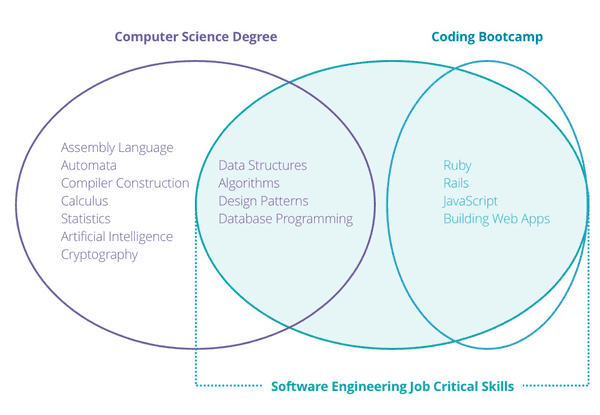 Computer Science Degree
Coding Bootcamp
Assembly Language
Automata
Compiler Construction
Calculus
Statistics
Artificial Intelligence
Cryptography
Data Structures
Algorithms
Design Patterns
Database Programming
Ruby
Rails
JavaScript
Building Web Apps
Software Engineering Job Critical Skills